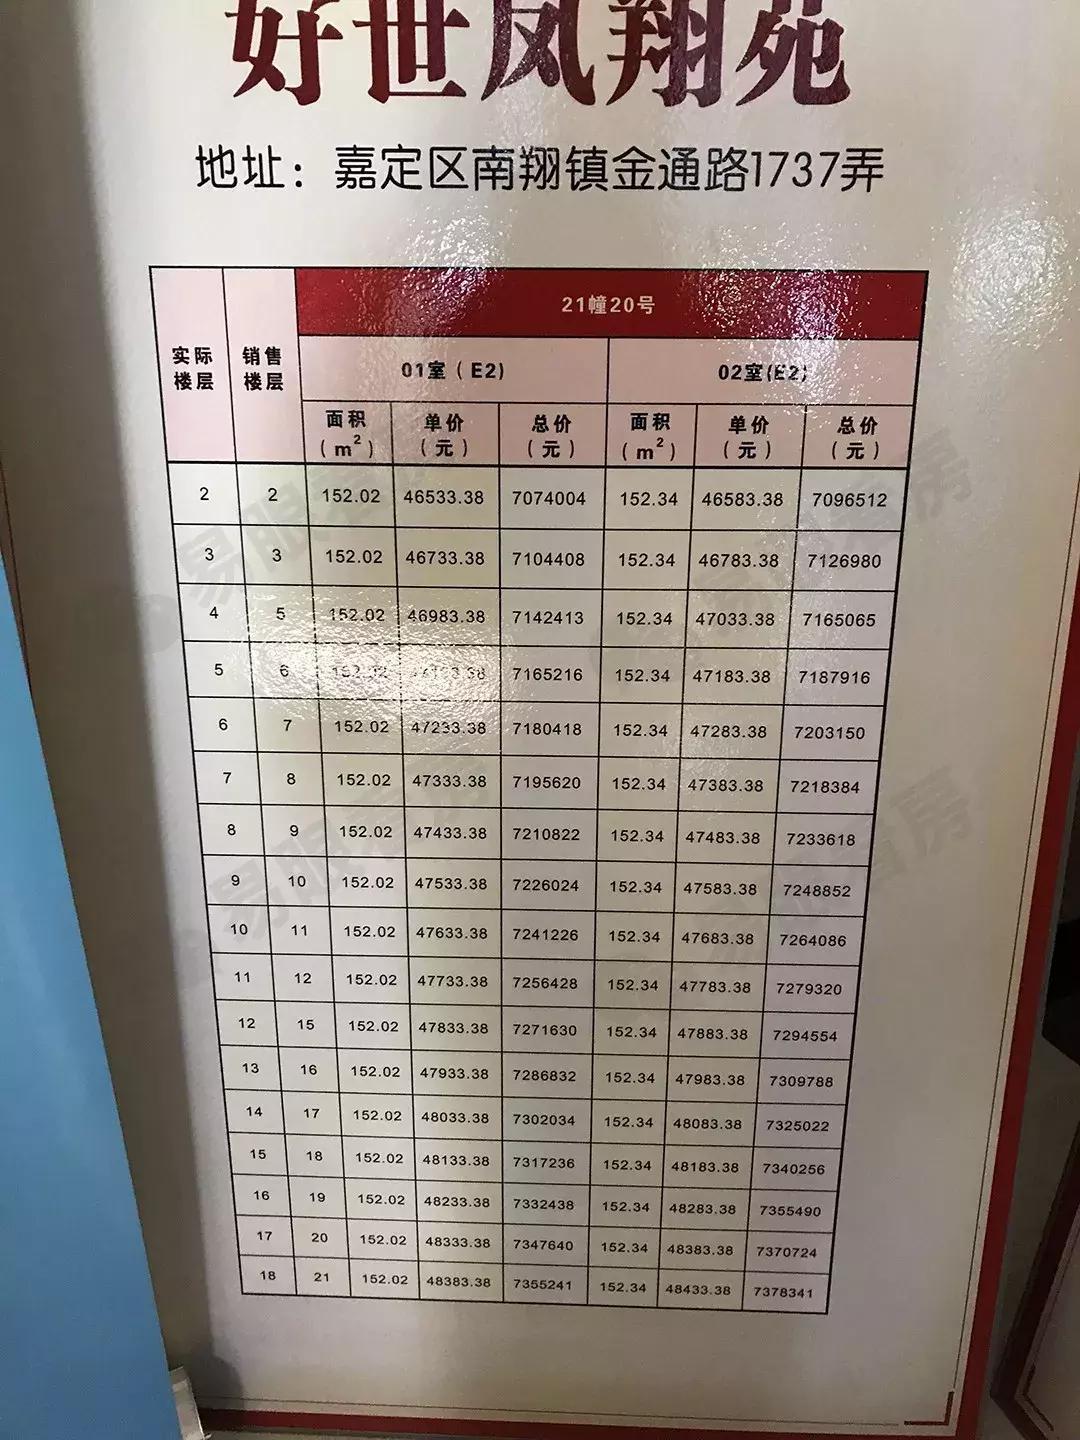 好世凤翔苑
地址：嘉定区南翔镇金通路1737弄
实际楼层 销售楼层 21幢20号
01室（E2） 02室(E2)
面积（m²） 单价（元） 总价（元） 面积（m²） 单价（元） 总价（元）
2 2 152.02 46533.38 7074004 152.34 46583.38 7096512
3 3 152.02 46733.38 7104408 152.34 46783.38 7126980
4 5 152.02 46983.38 7142413 152.34 47033.38 7165065
5 6 152.02 7165216 152.34 47183.38 7187916
6 7 152.02 47233.38 7180418 152.34 47283.38 7203150
7 8 152.02 47333.38 7195620 152.34 47383.38 7218384
8 9 152.02 47433.38 7210822 152.34 47483.38 7233618
9 10 152.02 47533.38 7226024 152.34 47583.38 7248852
10 11 152.02 47633.38 7241226 152.34 47683.38 7264086
11 12 152.02 47733.38 7256428 152.34 47783.38 7279320
12 15 152.02 47833.38 7271630 152.34 47883.38 7294554
13 16 152.02 47933.38 7286832 152.34 47983.38 7309788
14 17 152.02 48033.38 7302034 152.34 48083.38 7325022
15 18 152.02 48133.38 7317236 152.34 48183.38 7340256
16 19 152.02 48233.38 7332438 152.34 48283.38 7355490
17 20 152.02 48333.38 7347640 152.34 48383.38 7370724
18 21 152.02 48383.38 7355241 152.34 48433.38 7378341